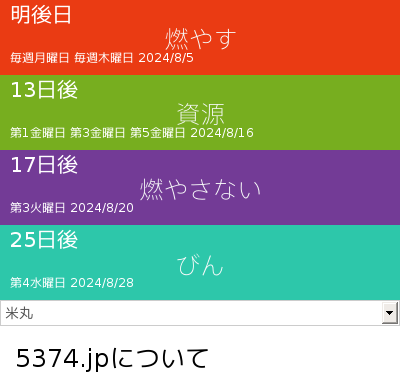 明後日
燃やす
毎週月曜日 毎週木曜日 2024/8/5
13日後
資源
第1金曜日 第3金曜日 第5金曜日 2024/8/16
17日後
燃やさない
第3火曜日 2024/8/20
25日後
びん
第4水曜日 2024/8/28
米丸
5374.jpについて